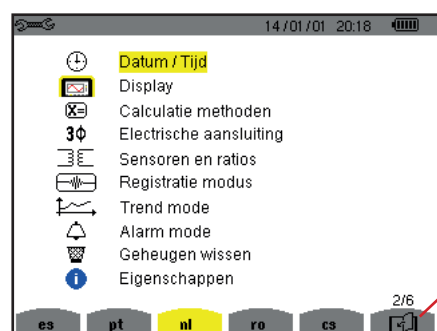 14/01/01 20:18
Datum / Tijd
Display
X= Calculatie methoden
3Φ Electrische aansluiting
Sensoren en ratios
Registratie modus
Trend mode
Alarm mode
Geheugen wissen
i Eigenschappen
2/6
es pt nl ro cs